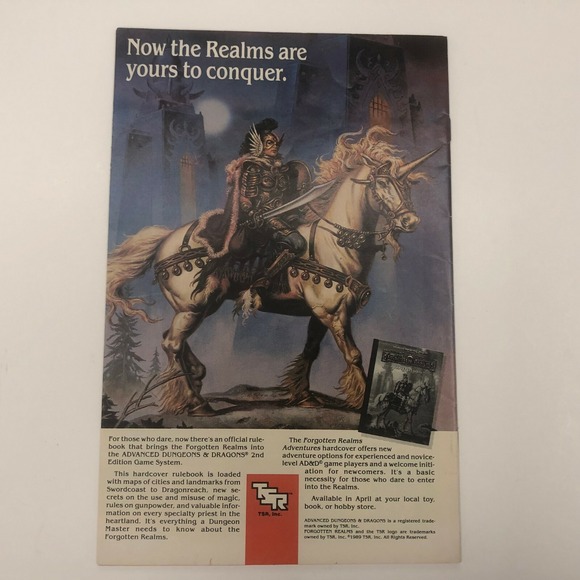 Now the Realms are
yours to conquer.
For those who dare, now there's an official rule-
book that brings the Forgotten Realms into
the ADVANCED DUNGEONS & DRAGONS® 2nd
Edition Game System.
This hardcover rulebook is loaded
with maps of cities and landmarks from
Swordcoast to Dragonreach, new se-
crets on the use and misuse of magic,
rules on gunpowder, and valuable infor-
mation on every specialty priest in the
heartland. It's everything a Dungeon
Master needs to know about the
Forgotten Realms.
TSR
TSR, Inc.
The Forgotten Realms
Adventures hardcover offers new
adventure options for experienced and novice-
level AD&D® game players and a welcome initi-
ation for newcomers. It's a basic
necessity for those who dare to enter
into the Realms.
Available in April at your local toy,
book, or hobby store.
ADVANCED DUNGEONS & DRAGONS is a registered trade-
mark owned by TSR, Inc.
FORGOTTEN REALMS and the TSR logo are trademarks
owned by TSR, Inc. ©1989 TSR, Inc. All Rights Reserved.